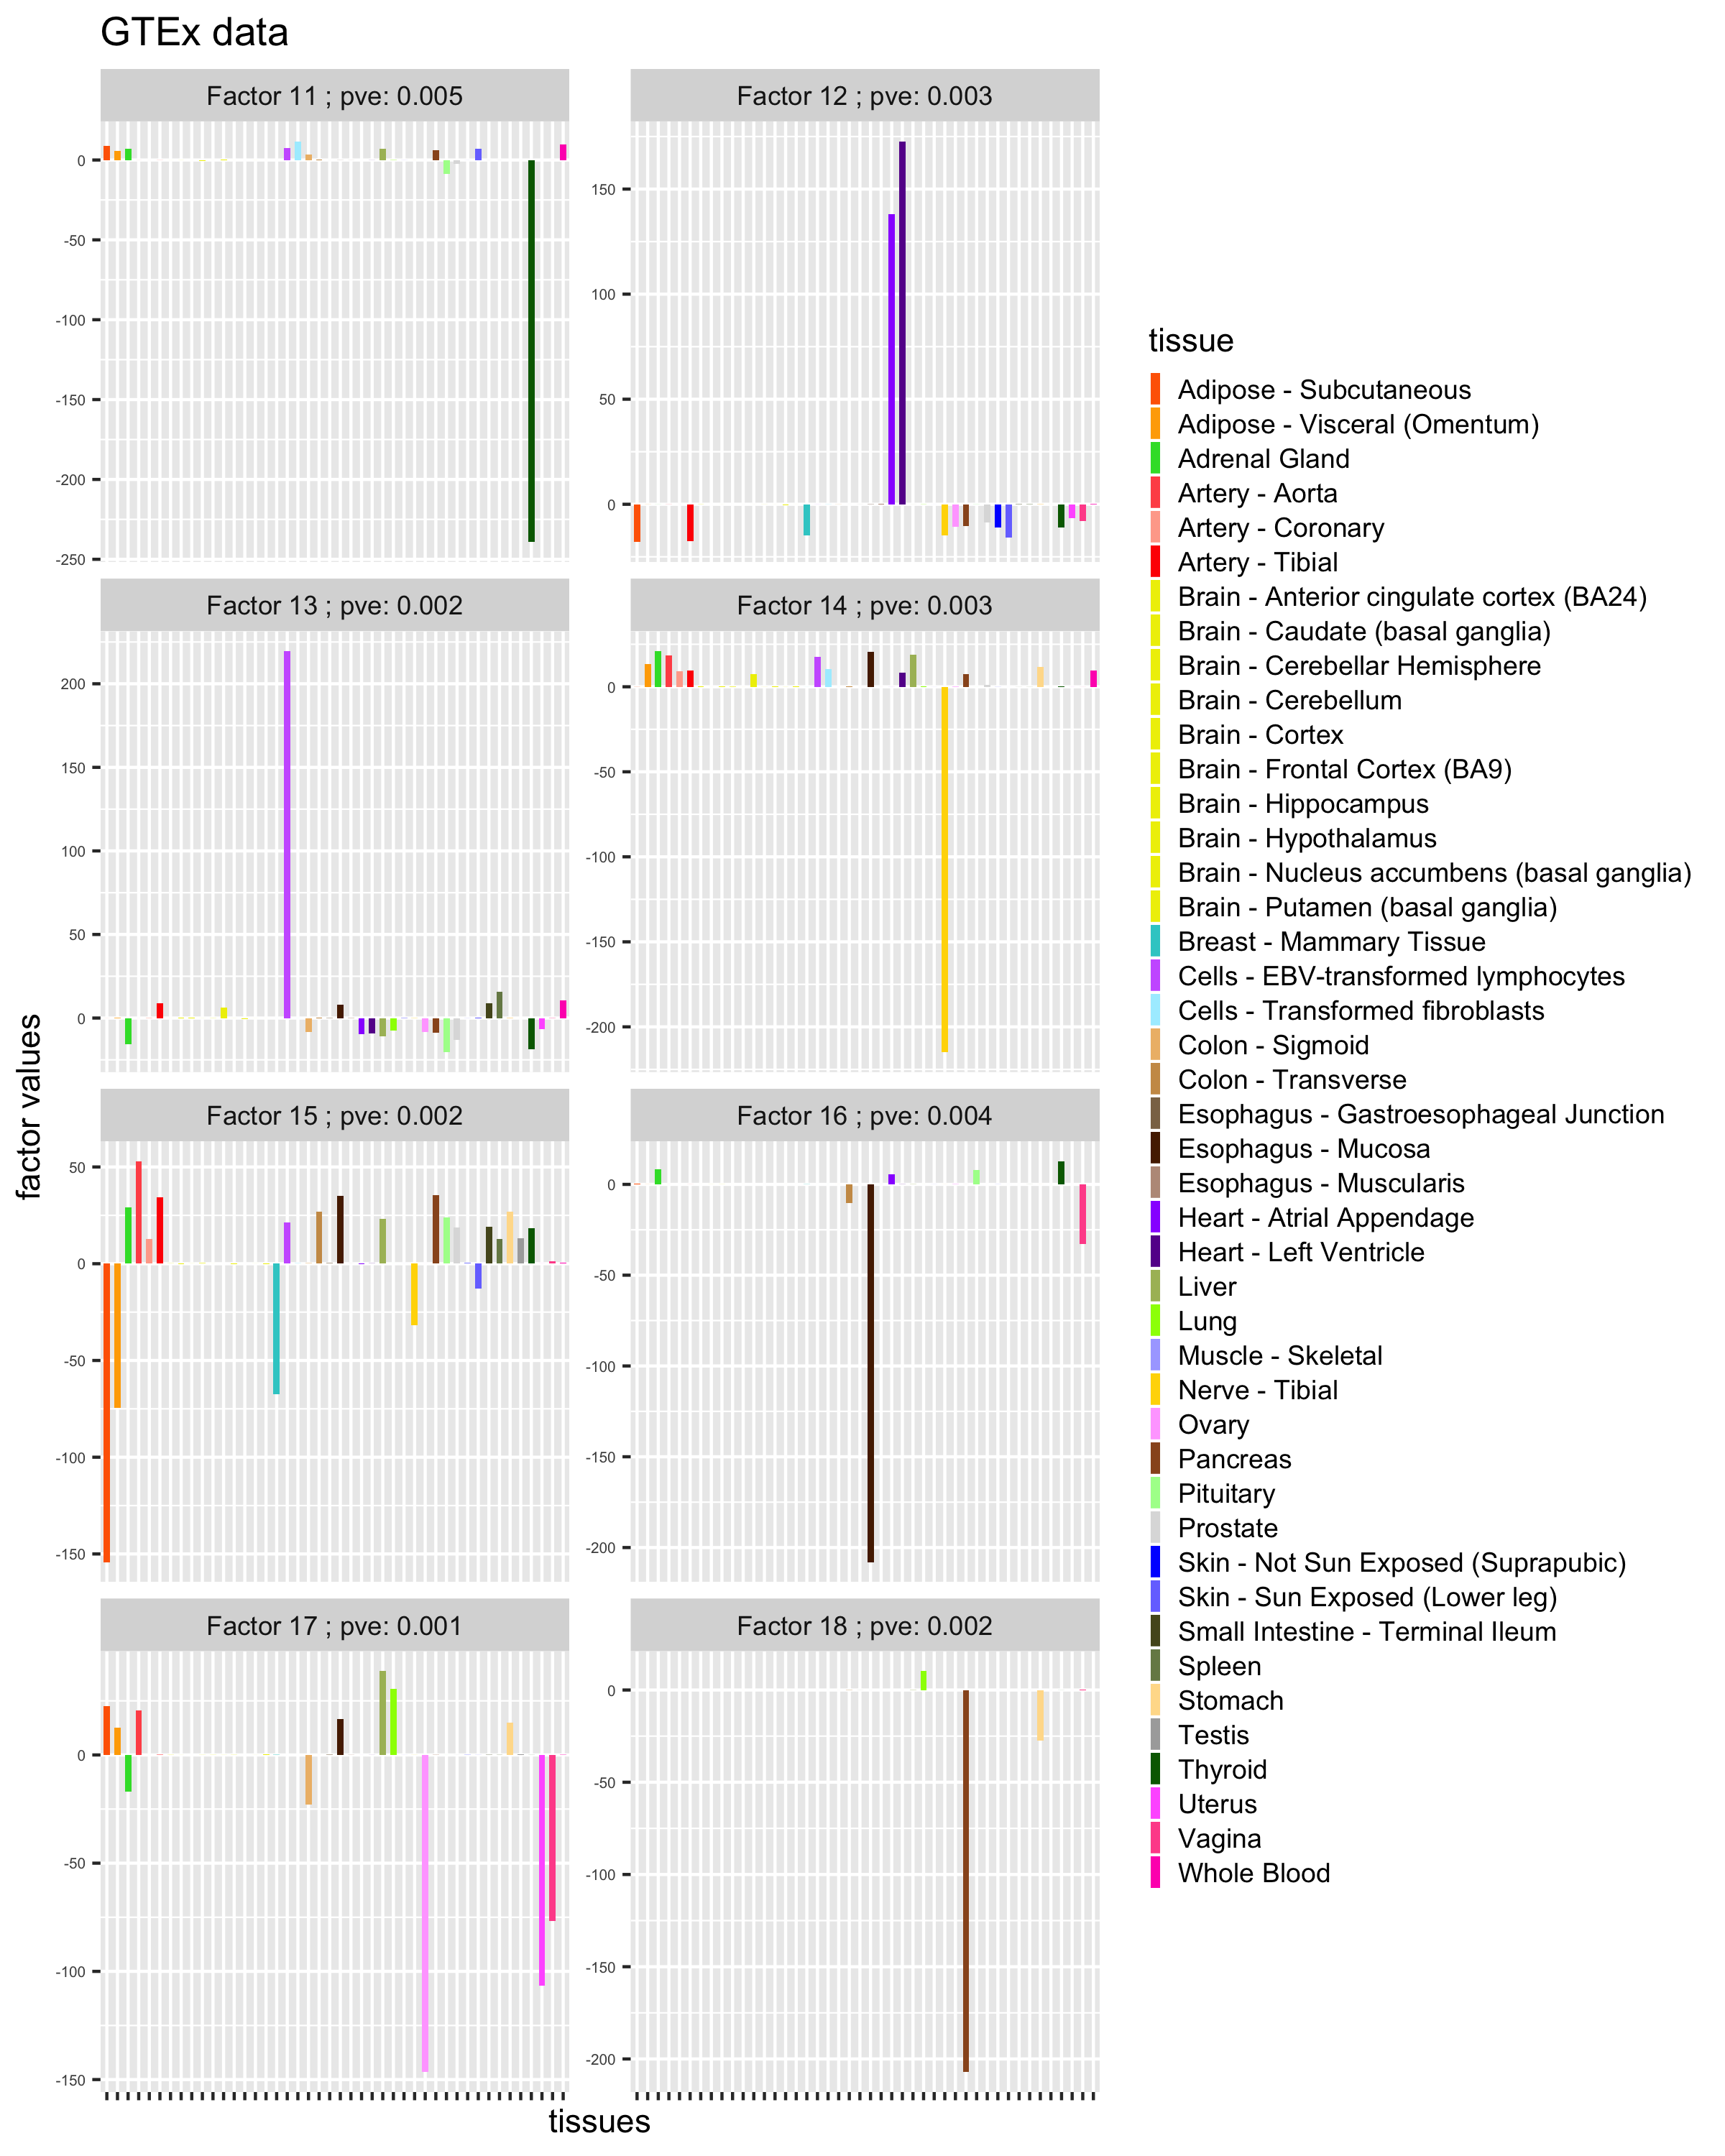 GTEx data
Factor 11 ; pve: 0.005
Factor 12 ; pve: 0.003
0
-50
-100
-150
-200
-250
150
100
50
0
Factor 13 ; pve: 0.002
Factor 14 ; pve: 0.003
200
150
100
50
0
0
-50
-100
-150
-200
Factor 15 ; pve: 0.002
Factor 16 ; pve: 0.004
50
0
-50
-100
-150
0
-50
-100
-150
-200
Factor 17 ; pve: 0.001
Factor 18 ; pve: 0.002
0
-50
-100
-150
0
-50
-100
-150
-200
factor values
tissues
tissue
Adipose - Subcutaneous
Adipose - Visceral (Omentum)
Adrenal Gland
Artery - Aorta
Artery - Coronary
Artery - Tibial
Brain - Anterior cingulate cortex (BA24)
Brain - Caudate (basal ganglia)
Brain - Cerebellar Hemisphere
Brain - Cerebellum
Brain - Cortex
Brain - Frontal Cortex (BA9)
Brain - Hippocampus
Brain - Hypothalamus
Brain - Nucleus accumbens (basal ganglia)
Brain - Putamen (basal ganglia)
Breast - Mammary Tissue
Cells - EBV-transformed lymphocytes
Cells - Transformed fibroblasts
Colon - Sigmoid
Colon - Transverse
Esophagus - Gastroesophageal Junction
Esophagus - Mucosa
Esophagus - Muscularis
Heart - Atrial Appendage
Heart - Left Ventricle
Liver
Lung
Muscle - Skeletal
Nerve - Tibial
Ovary
Pancreas
Pituitary
Prostate
Skin - Not Sun Exposed (Suprapubic)
Skin - Sun Exposed (Lower leg)
Small Intestine - Terminal Ileum
Spleen
Stomach
Testis
Thyroid
Uterus
Vagina
Whole Blood